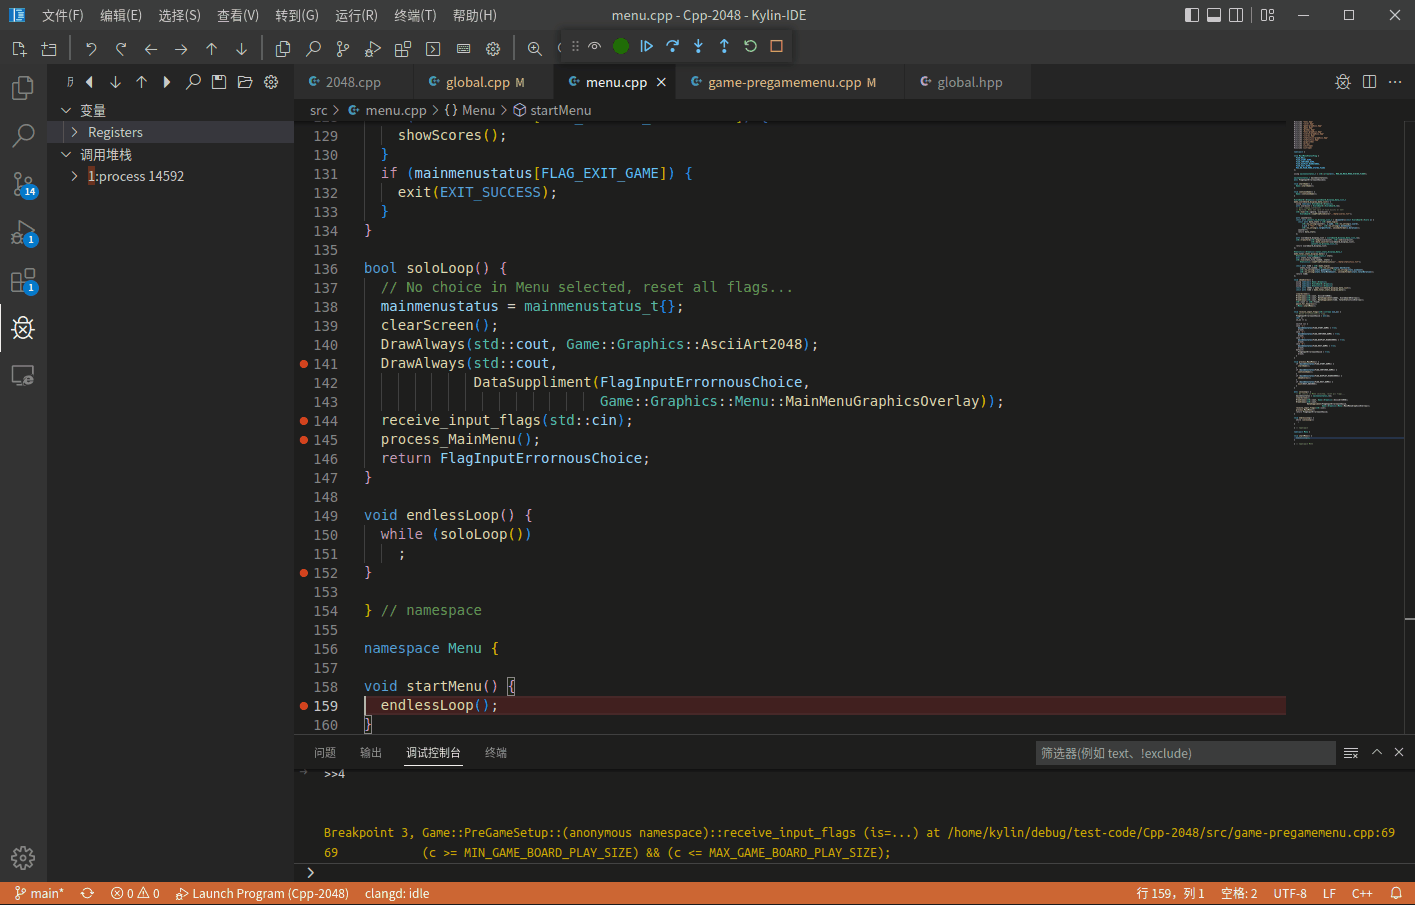 文件(F) 编辑(E) 选择(S) 查看(V) 转到(G) 运行(R) 终端(T) 帮助(H) menu.cpp - Cpp-2048 - Kylin-IDE
2048.cpp global.cpp M menu.cpp game-pregamemenu.cpp M global.hpp
src > menu.cpp > {} Menu > startMenu
变量
Registers
调用堆栈
1:process 14592
14
1
1
129 showScores();
130 }
131 if (mainmenustatus[FLAG_EXIT_GAME]) {
132 exit(EXIT_SUCCESS);
133 }
134 }
135
136 bool soloLoop() {
137 // No choice in Menu selected, reset all flags...
138 mainmenustatus = mainmenustatus_t{};
139 clearScreen();
140 DrawAlways(std::cout, Game::Graphics::AsciiArt2048);
141 DrawAlways(std::cout,
142 DataSuppliment(FlagInputErrornousChoice,
143 Game::Graphics::Menu::MainMenuGraphicsOverlay));
144 receive_input_flags(std::cin);
145 process_MainMenu();
146 return FlagInputErrornousChoice;
147 }
148
149 void endlessLoop() {
150 while (soloLoop())
151 ;
152 }
153
154 } // namespace
155
156 namespace Menu {
157
158 void startMenu() {
159 endlessLoop();
160 }
问题 输出 调试控制台 终端 筛选器(例如 text、!exclude)
>>4
Breakpoint 3, Game::PreGameSetup::(anonymous namespace)::receive_input_flags (is=...) at /home/kylin/debug/test-code/Cpp-2048/src/game-pregamemenu.cpp:69
69 (c >= MIN_GAME_BOARD_PLAY_SIZE) && (c <= MAX_GAME_BOARD_PLAY_SIZE);
main* 0 0 Launch Program (Cpp-2048) clangd: idle 行 159，列 1 空格: 2 UTF-8 LF C++